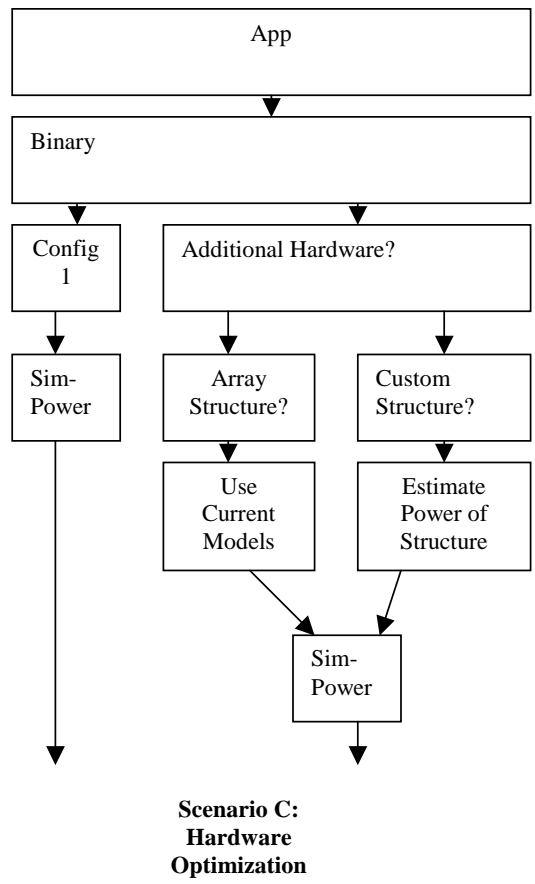 App
Binary
Config
1
Additional Hardware?
Sim-
Power
Array
Structure?
Custom
Structure?
Use
Current
Models
Estimate
Power of
Structure
Sim-
Power
Scenario C:
Hardware
Optimization